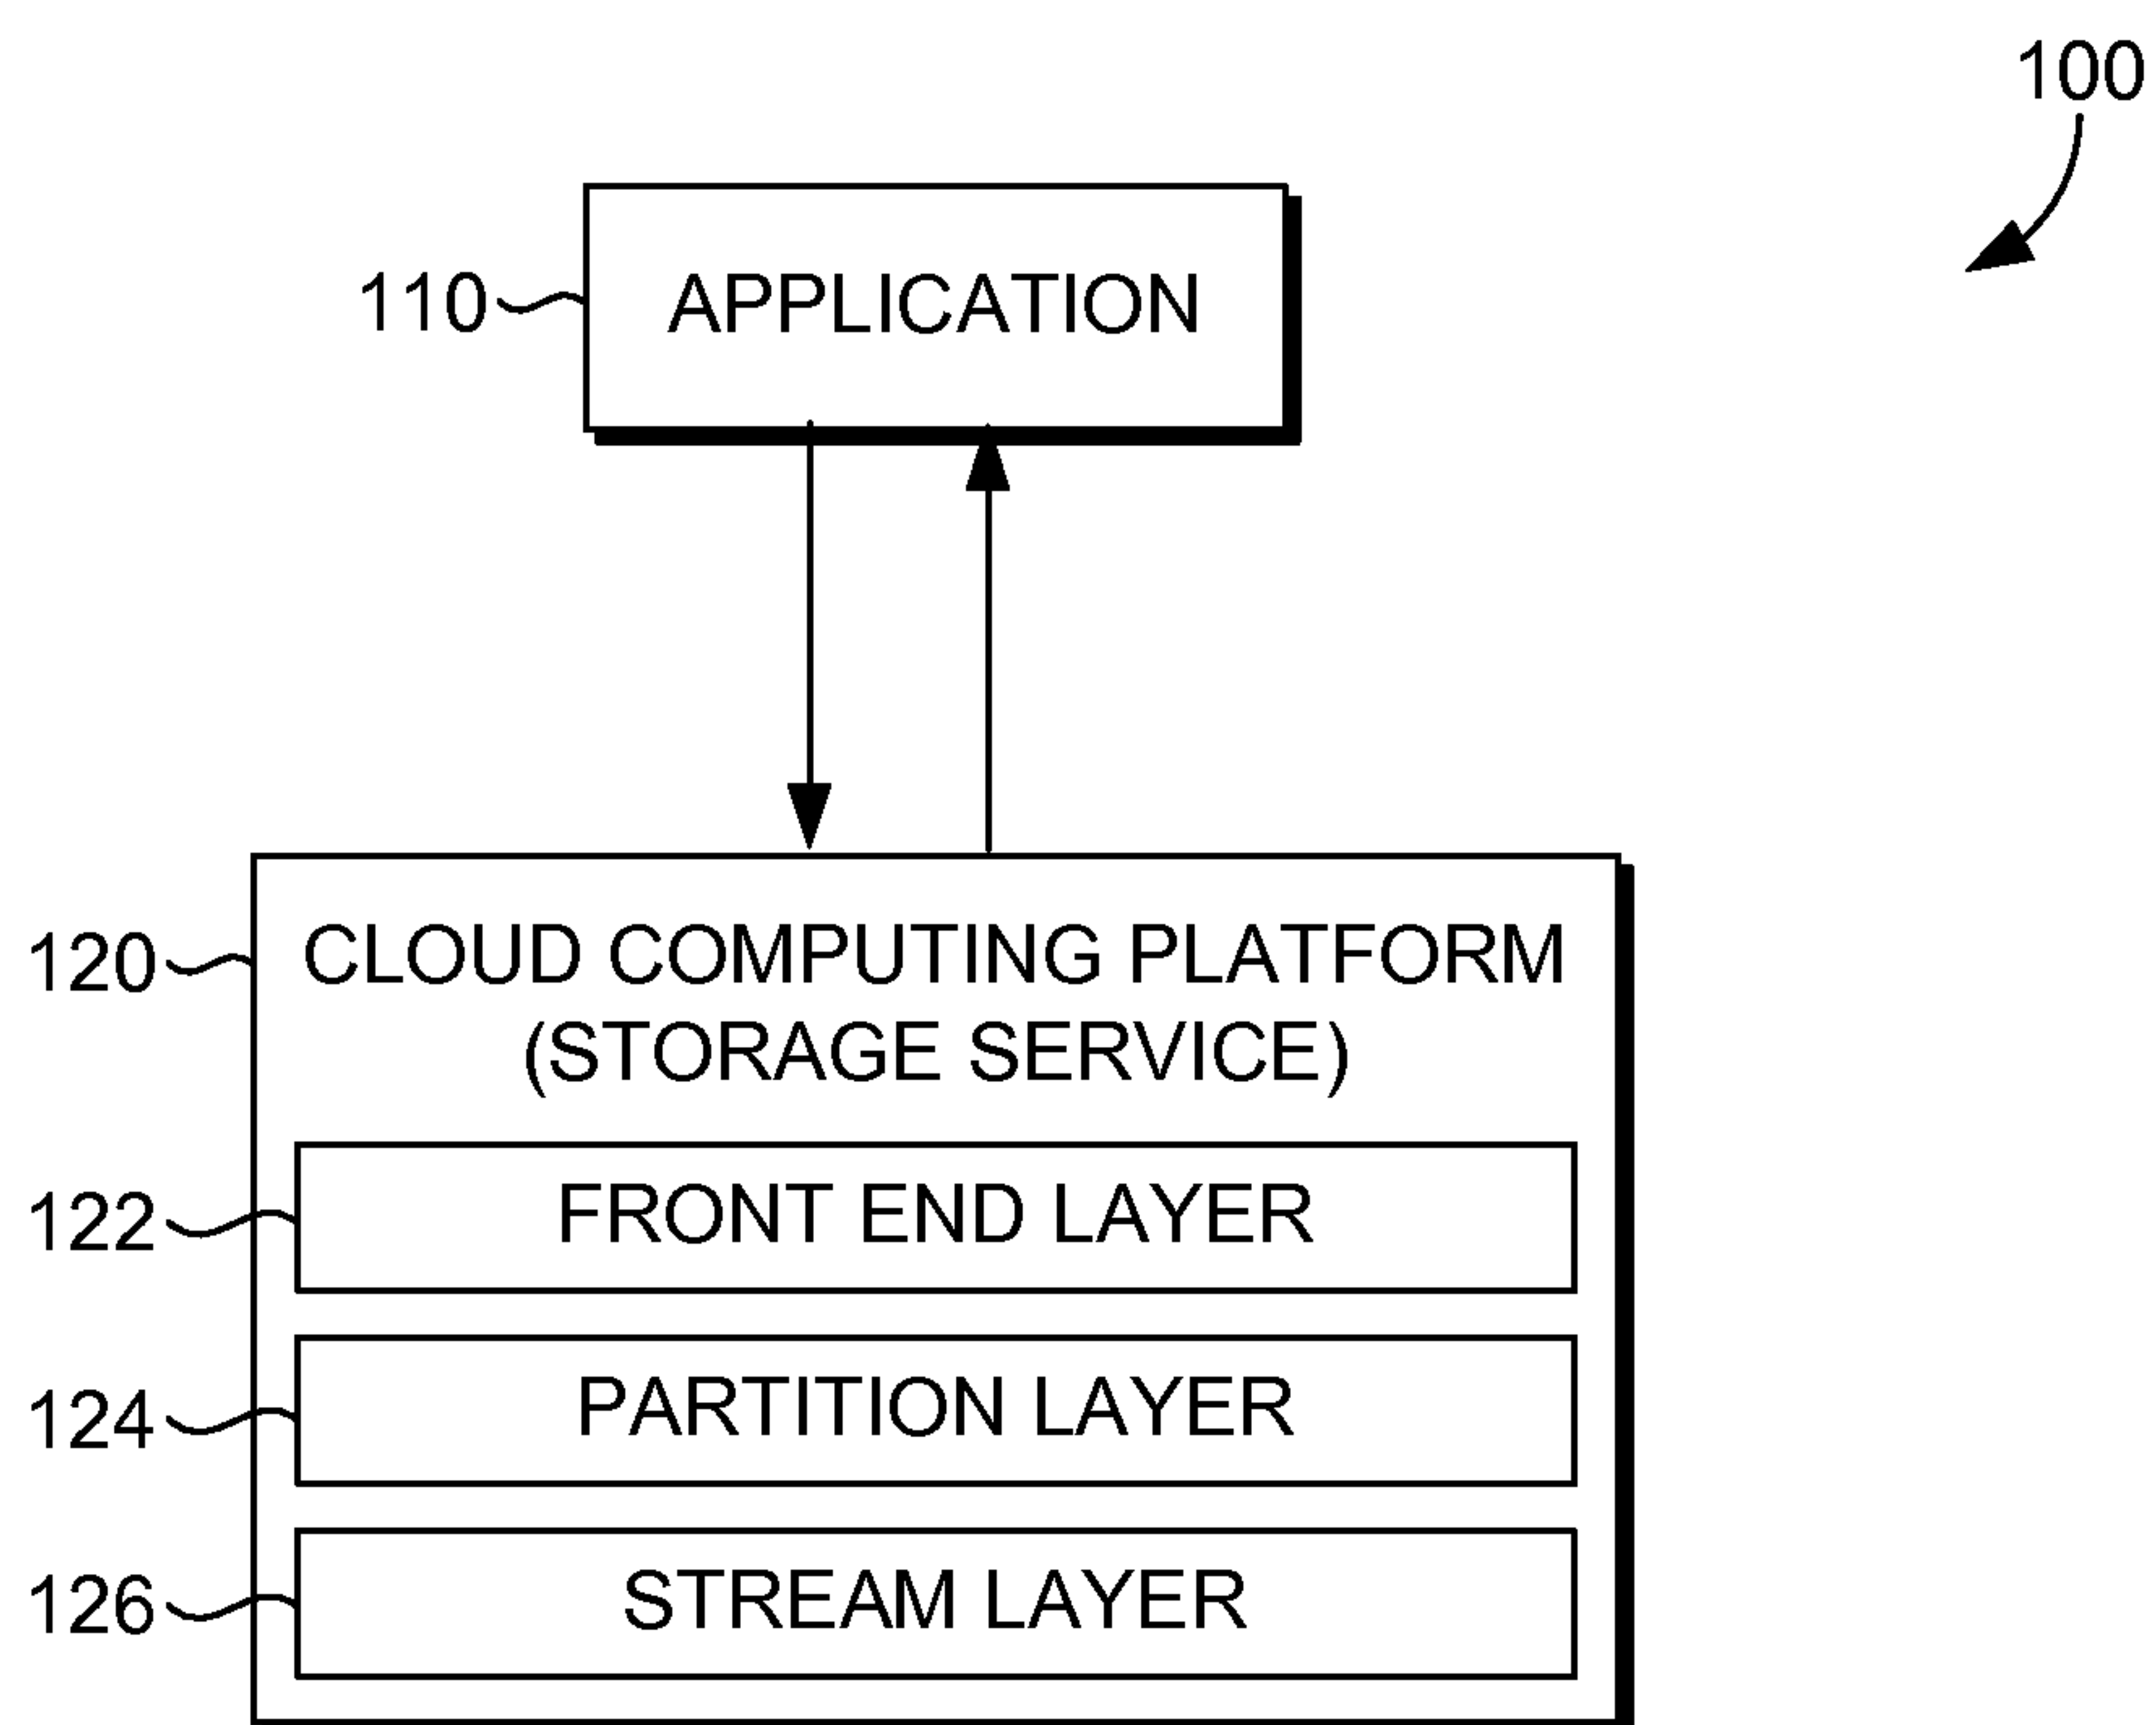 100
110 APPLICATION
120 CLOUD COMPUTING PLATFORM
(STORAGE SERVICE)
122 FRONT END LAYER
124 PARTITION LAYER
126 STREAM LAYER